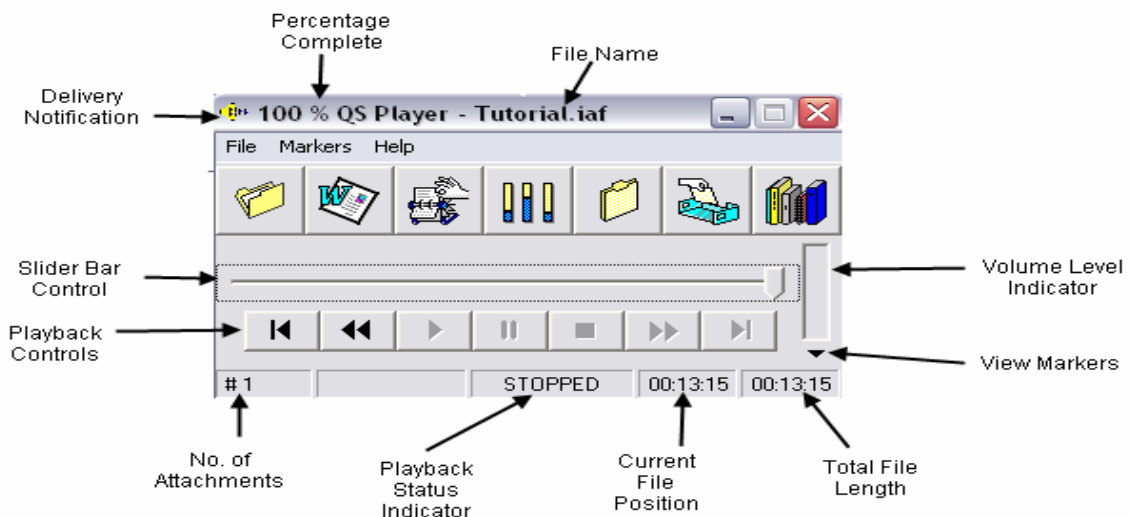 Percentage
Complete
File Name
Delivery
Notification
100 % QS Player - Tutorial.iaf
File Markers Help
W
Slider Bar
Control
Volume Level
Indicator
Playback
Controls
View Markers
# 1 STOPPED 00:13:15 00:13:15
No. of
Attachments
Playback
Status
Indicator
Current
File
Position
Total File
Length